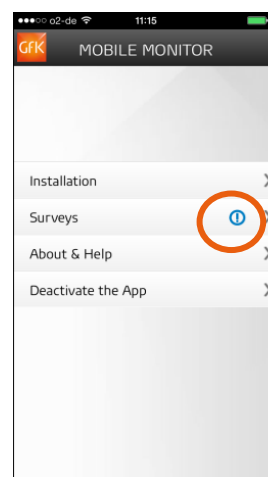 o2-de 11:15
GfK MOBILE MONITOR
Installation
Surveys
About & Help
Deactivate the App